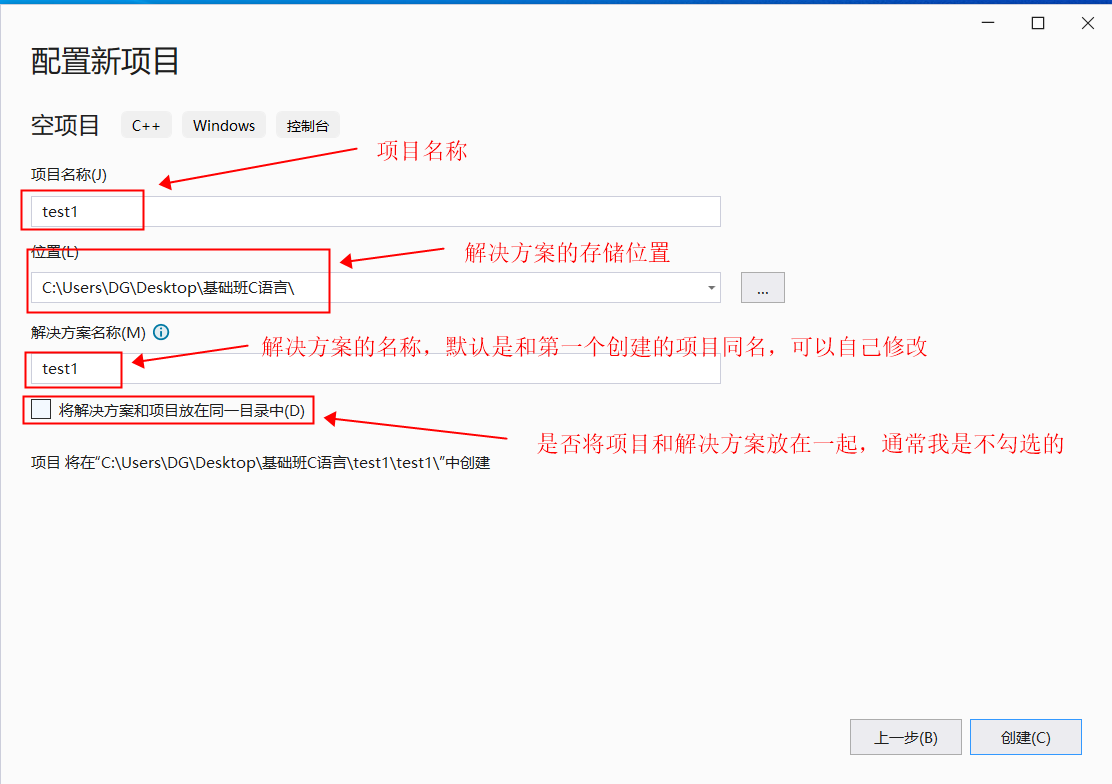 配置新项目
空项目 C++ Windows 控制台
项目名称
项目名称(J)
test1
位置(L)
解决方案的存储位置
C:\Users\DG\Desktop\基础班C语言\
...
解决方案名称(M)
解决方案的名称，默认是和第一个创建的项目同名，可以自己修改
test1
将解决方案和项目放在同一目录中(D)
是否将项目和解决方案放在一起，通常我是不勾选的
项目 将在“C:\Users\DG\Desktop\基础班C语言\test1\test1\”中创建
上一步(B) 创建(C)